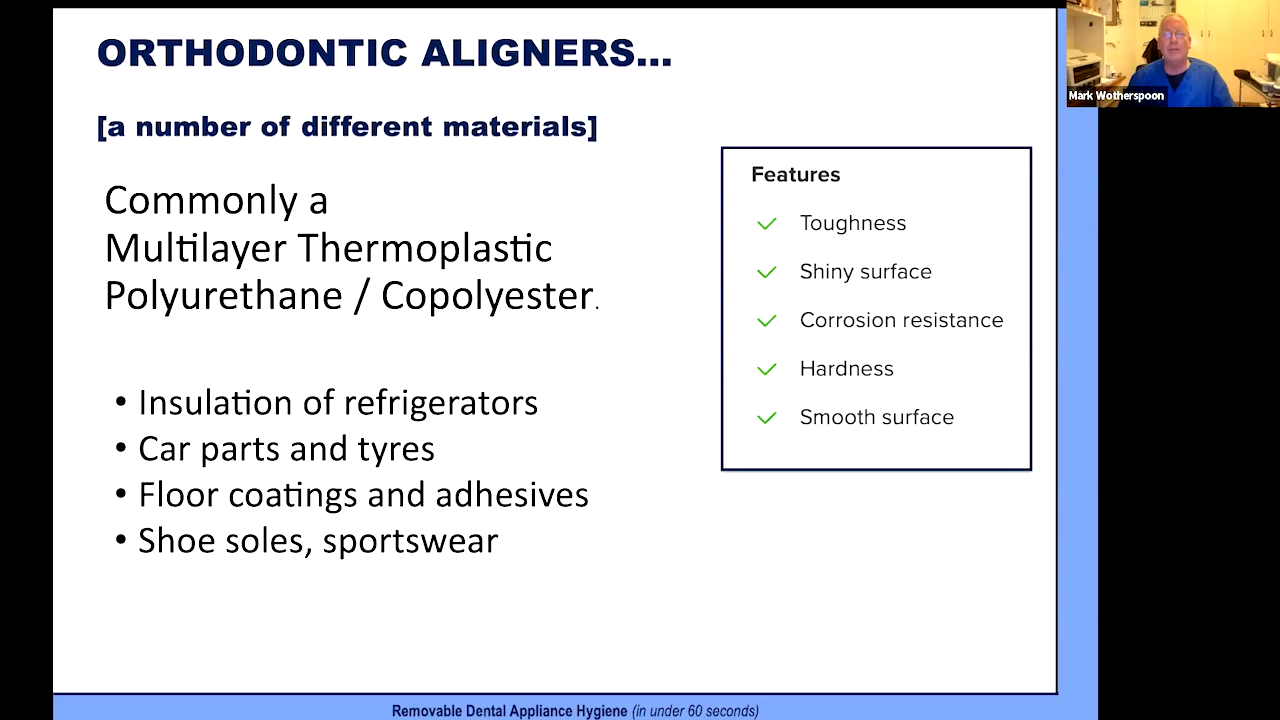 ORTHODONTIC ALIGNERS...
[a number of different materials]
Commonly a
Multilayer Thermoplastic
Polyurethane / Copolyester.
• Insulation of refrigerators
• Car parts and tyres
• Floor coatings and adhesives
• Shoe soles, sportswear
Features
Toughness
Shiny surface
Corrosion resistance
Hardness
Smooth surface
Mark Wotherspoon
Removable Dental Appliance Hygiene (in under 60 seconds)